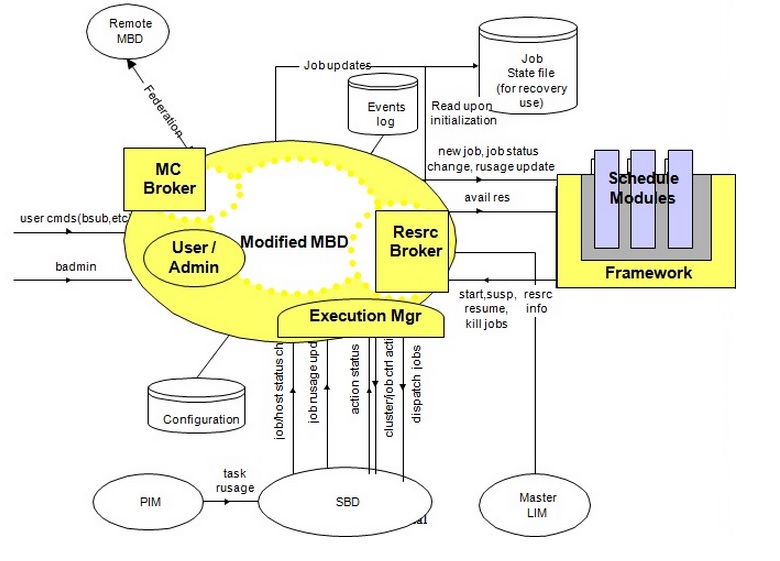 Remote
MBD
Federation
Job updates
Job
State file
(for recovery
use)
Events
log
Read upon
initialization
MC
Broker
new job, job status
change, rusage update
Schedule
Modules
avail res
user cmds(bsub,etc
User /
Admin
Modified MBD
Resrc
Broker
Framework
badmin
start,susp,
resume,
kill jobs
resrc
info
Execution Mgr
job/host status
job rusage
action status
cluster/job ctrl
dispatch jobs
Configuration
task
rusage
PIM
SBD
Master
LIM